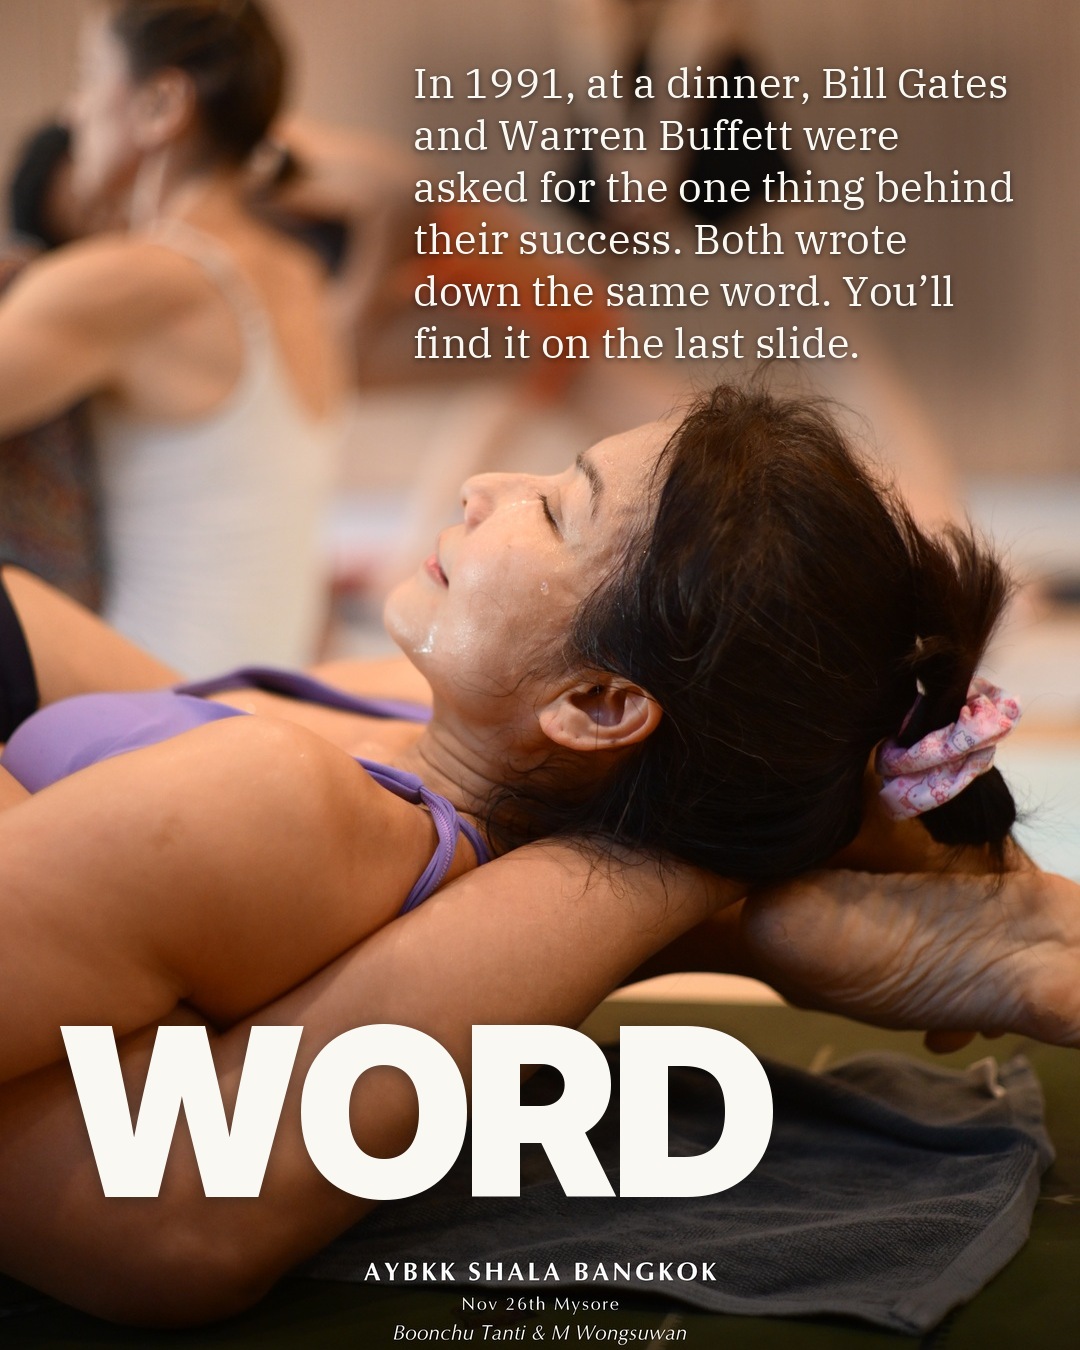 In 1991, at a dinner, Bill Gates
and Warren Buffett were
asked for the one thing behind
their success. Both wrote
down the same word. You’ll
find it on the last slide.
WORD
AYBKK SHALA BANGKOK
Nov 26th Mysore
Boonchu Tanti & M Wongsuwan